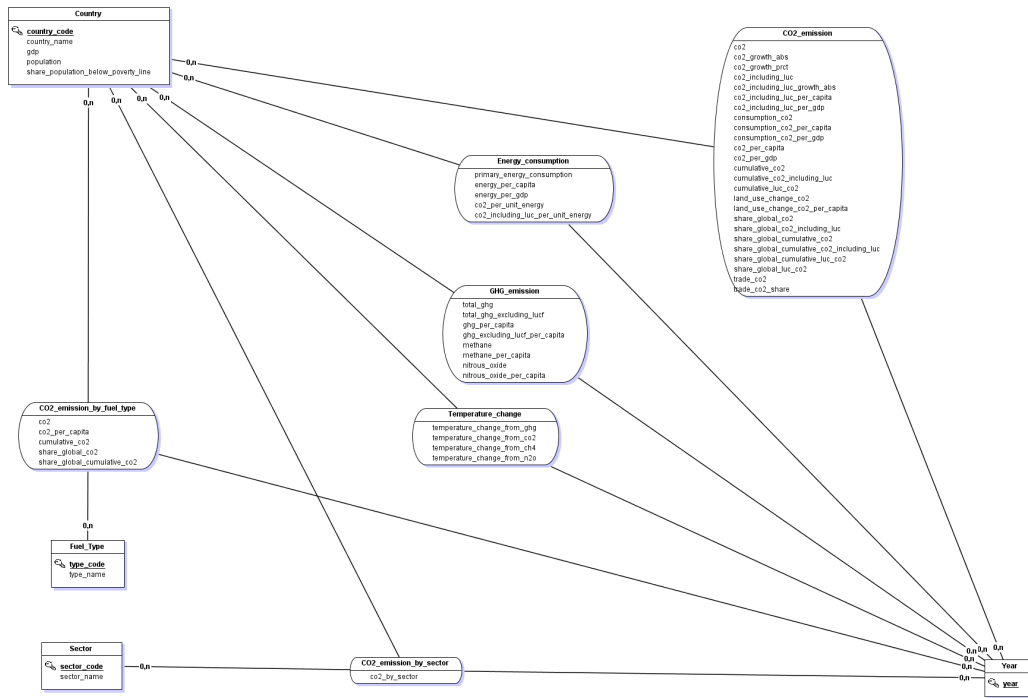 Country
country_code
country_name
gdp
population
share_population_below_poverty_line
0,n
0,n
0,n
0,n
0,n
0,n
CO2_emission
co2
co2_growth_abs
co2_growth_prct
co2_including_luc
co2_including_luc_growth_abs
co2_including_luc_per_capita
co2_including_luc_per_gdp
consumption_co2
consumption_co2_per_capita
consumption_co2_per_gdp
co2_per_capita
co2_per_gdp
cumulative_co2
cumulative_co2_including_luc
cumulative_luc_co2
land_use_change_co2
land_use_change_co2_per_capita
share_global_co2
share_global_co2_including_luc
share_global_cumulative_co2
share_global_cumulative_co2_including_luc
share_global_cumulative_luc_co2
share_global_luc_co2
trade_co2
trade_co2_share
Energy_consumption
primary_energy_consumption
energy_per_capita
energy_per_gdp
co2_per_unit_energy
co2_including_luc_per_unit_energy
GHG_emission
total_ghg
total_ghg_excluding_lucf
ghg_per_capita
ghg_excluding_lucf_per_capita
methane
methane_per_capita
nitrous_oxide
nitrous_oxide_per_capita
CO2_emission_by_fuel_type
co2
co2_per_capita
cumulative_co2
share_global_co2
share_global_cumulative_co2
Temperature_change
temperature_change_from_ghg
temperature_change_from_co2
temperature_change_from_ch4
temperature_change_from_n2o
0,n
Fuel_Type
type_code
type_name
Sector
sector_code
sector_name
0,n
CO2_emission_by_sector
co2_by_sector
0,n
0,n
0,n
0,n
0,n
0,n
Year
year